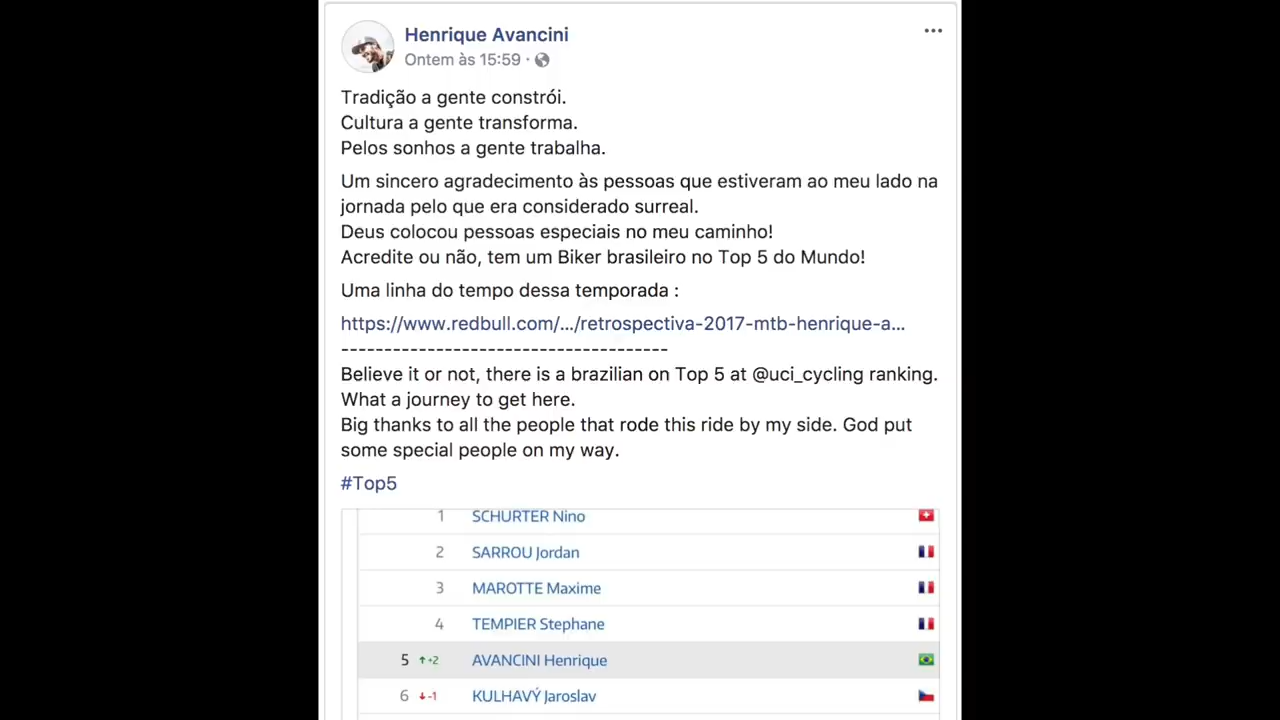 Henrique Avancini
Ontem às 15:59 ·
Tradição a gente constrói.
Cultura a gente transforma.
Pelos sonhos a gente trabalha.
Um sincero agradecimento às pessoas que estiveram ao meu lado na
jornada pelo que era considerado surreal.
Deus colocou pessoas especiais no meu caminho!
Acredite ou não, tem um Biker brasileiro no Top 5 do Mundo!
Uma linha do tempo dessa temporada :
https://www.redbull.com/.../retrospectiva-2017-mtb-henrique-a...
--------------------------------------
Believe it or not, there is a brazilian on Top 5 at @uci_cycling ranking.
What a journey to get here.
Big thanks to all the people that rode this ride by my side. God put
some special people on my way.
#Top5
1 SCHURTER Nino
2 SARROU Jordan
3 MAROTTE Maxime
4 TEMPIER Stephane
5 ↑+2 AVANCINI Henrique
6 ↓-1 KULHAVÝ Jaroslav